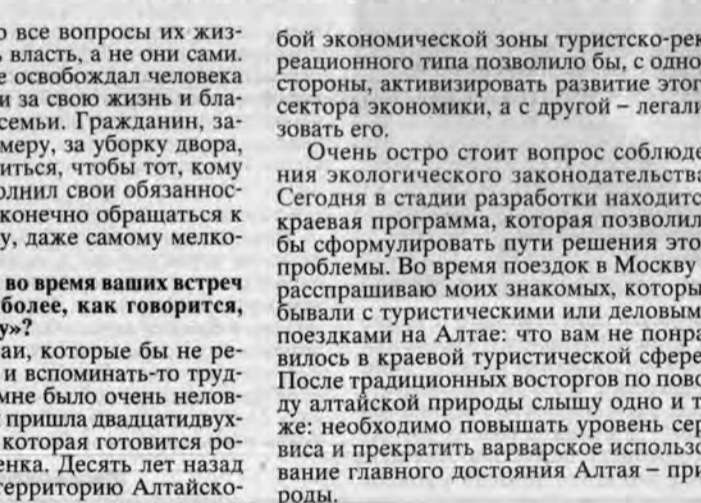 о все вопросы их жиз-
ь власть, а не они сами.
е освобождал человека
и за свою жизнь и бла-
семьи. Гражданин, за-
меру, за уборку двора,
иться, чтобы тот, кому
олнил свои обязаннос-
конечно обращаться к
у, даже самому мелко-
во время ваших встреч
более, как говорится,
у»?
аи, которые бы не ре-
и вспоминать-то труд-
мне было очень нелов-
пришла двадцатидвух-
которая готовится ро-
енка. Десять лет назад
территорию Алтайско-
бой экономической зоны туристско-рек
реационного типа позволило бы, с одно
стороны, активизировать развитие этог
сектора экономики, а с другой – легали
зовать его.
Очень остро стоит вопрос соблюде
ния экологического законодательства
Сегодня в стадии разработки находитс
краевая программа, которая позволил
бы сформулировать пути решения это
проблемы. Во время поездок в Москву
расспрашиваю моих знакомых, которы
бывали с туристическими или деловым
поездками на Алтае: что вам не понра
вилось в краевой туристической сфере
После традиционных восторгов по пово
ду алтайской природы слышу одно и т
же: необходимо повышать уровень сер
виса и прекратить варварское использо
вание главного достояния Алтая – при
роды.